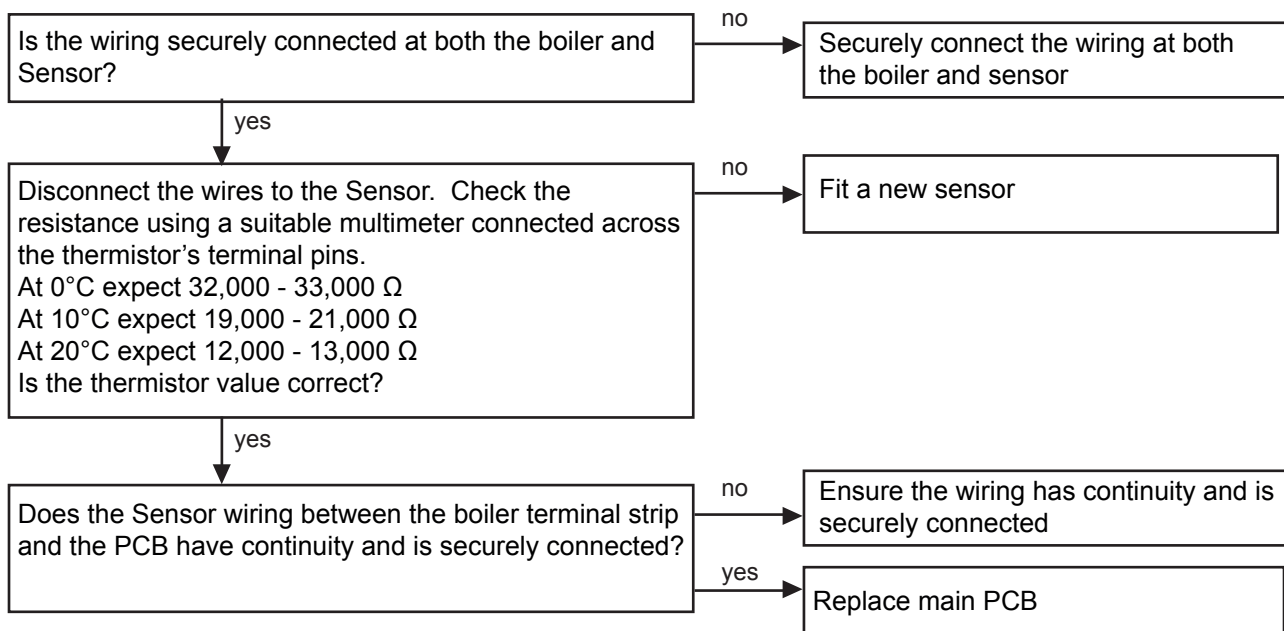 Is the wiring securely connected at both the boiler and
Sensor?
no
Securely connect the wiring at both
the boiler and sensor
yes
Disconnect the wires to the Sensor.  Check the
resistance using a suitable multimeter connected across
the thermistor’s terminal pins.
At 0°C expect 32,000 - 33,000 Ω
At 10°C expect 19,000 - 21,000 Ω
At 20°C expect 12,000 - 13,000 Ω
Is the thermistor value correct?
no
Fit a new sensor
yes
Does the Sensor wiring between the boiler terminal strip
and the PCB have continuity and is securely connected?
no
Ensure the wiring has continuity and is
securely connected
yes
Replace main PCB